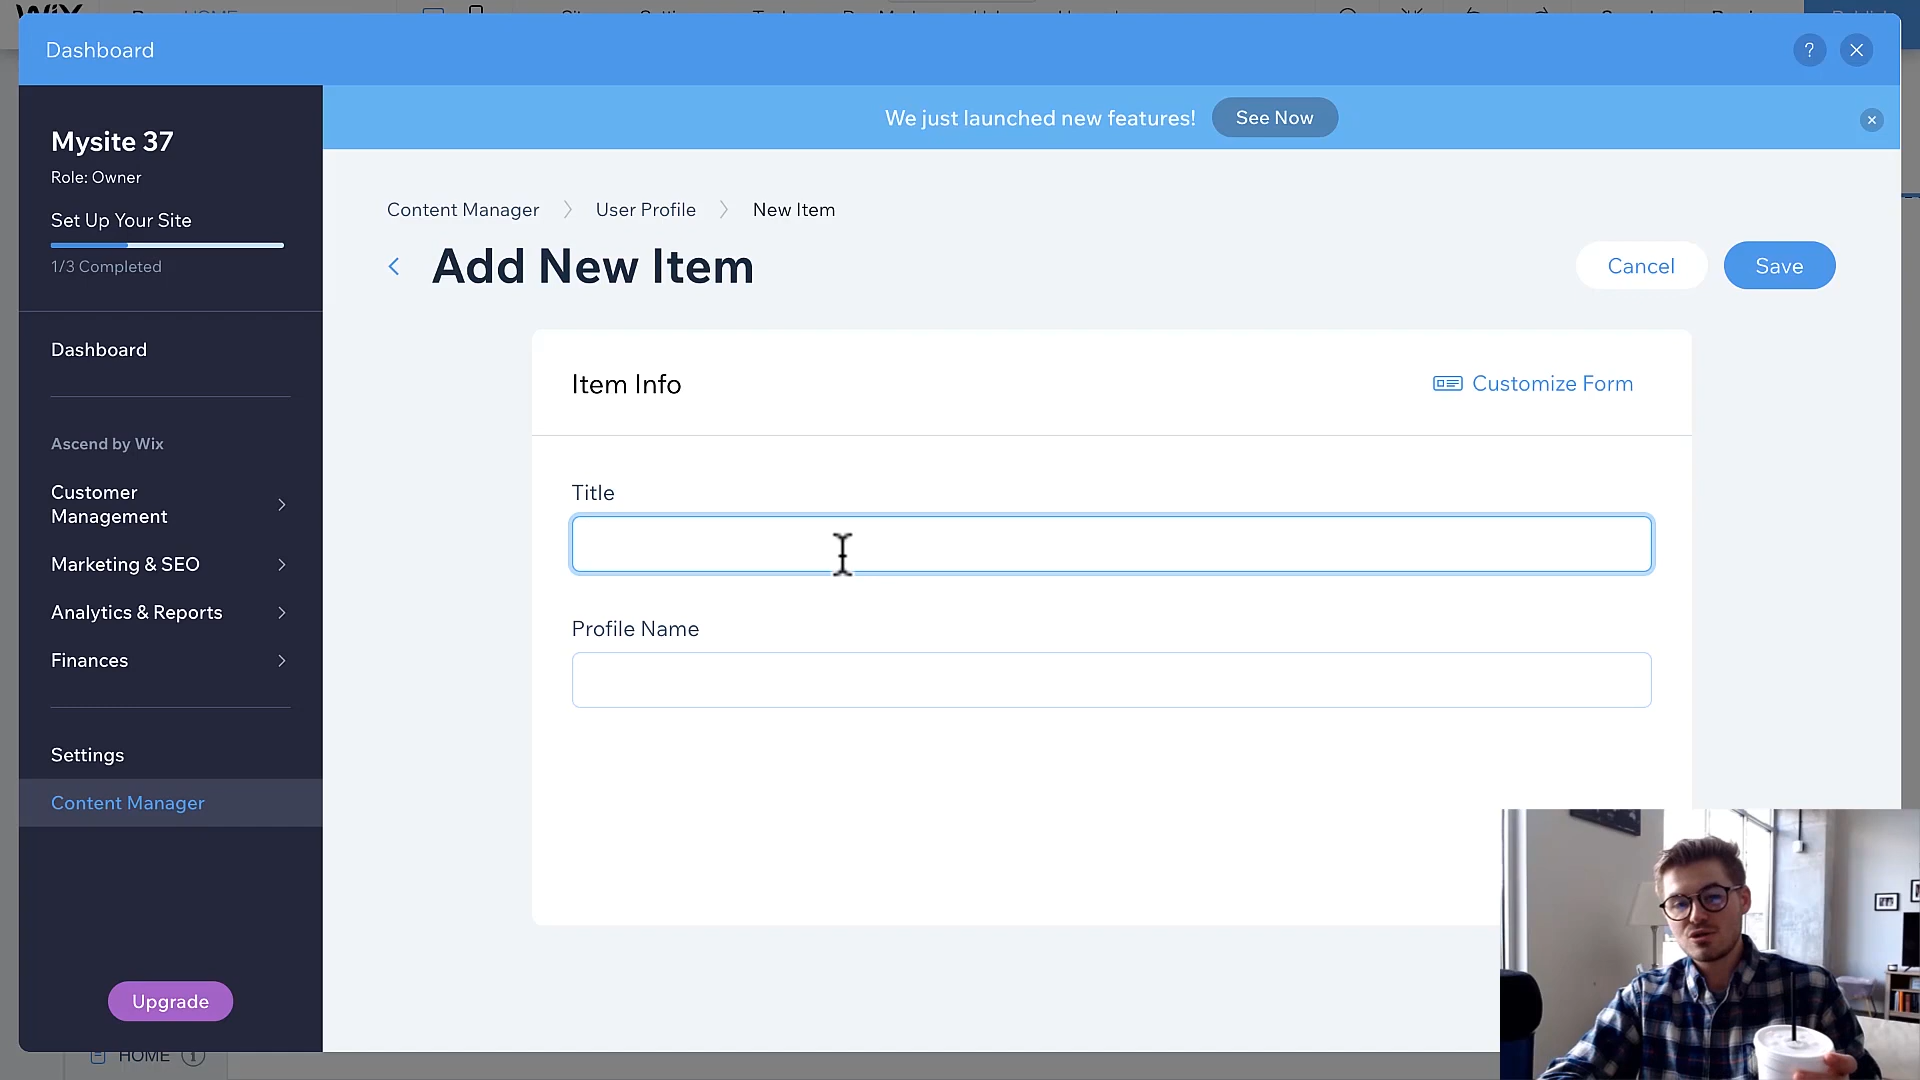 WIX
HOME
Dashboard
?
We just launched new features!
See Now
Mysite 37
Role: Owner
Set Up Your Site
1/3 Completed
Dashboard
Ascend by Wix
Customer
Management
Marketing & SEO
Analytics & Reports
Finances
Settings
Content Manager
Upgrade
Content Manager
User Profile
New Item
Add New Item
Cancel
Save
Item Info
Customize Form
Title
Profile Name
HOME